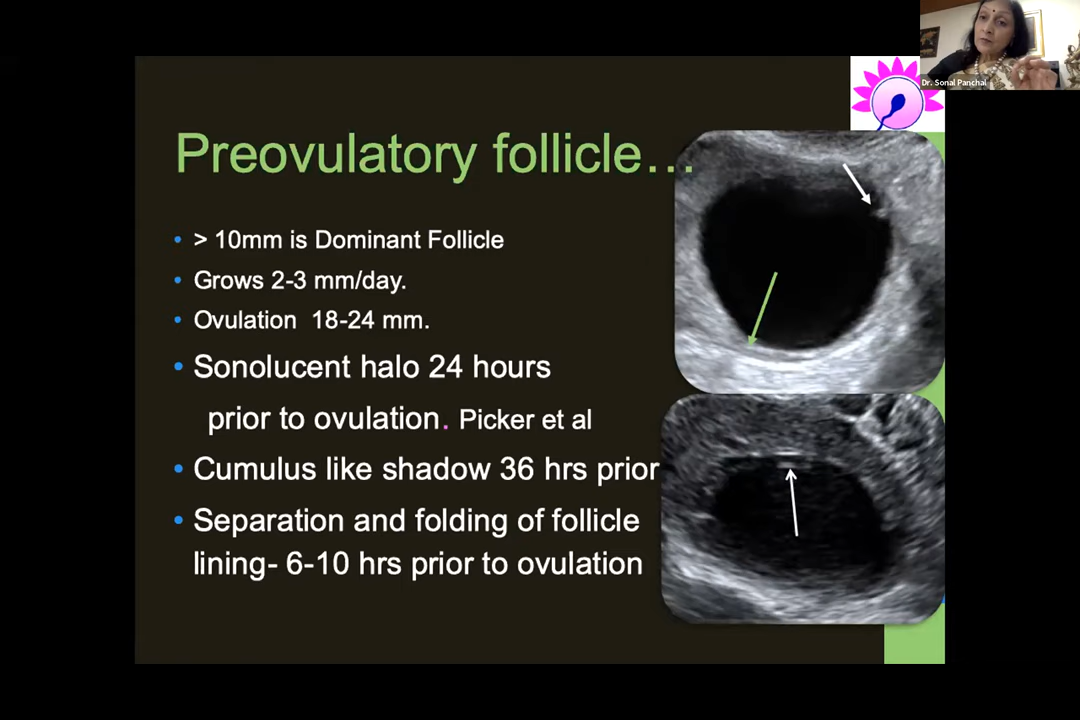 Dr. Sonal Panchal
Preovulatory follicle…
• > 10mm is Dominant Follicle
• Grows 2-3 mm/day.
• Ovulation 18-24 mm.
• Sonolucent halo 24 hours
prior to ovulation. Picker et al
• Cumulus like shadow 36 hrs prior
• Separation and folding of follicle
lining- 6-10 hrs prior to ovulation